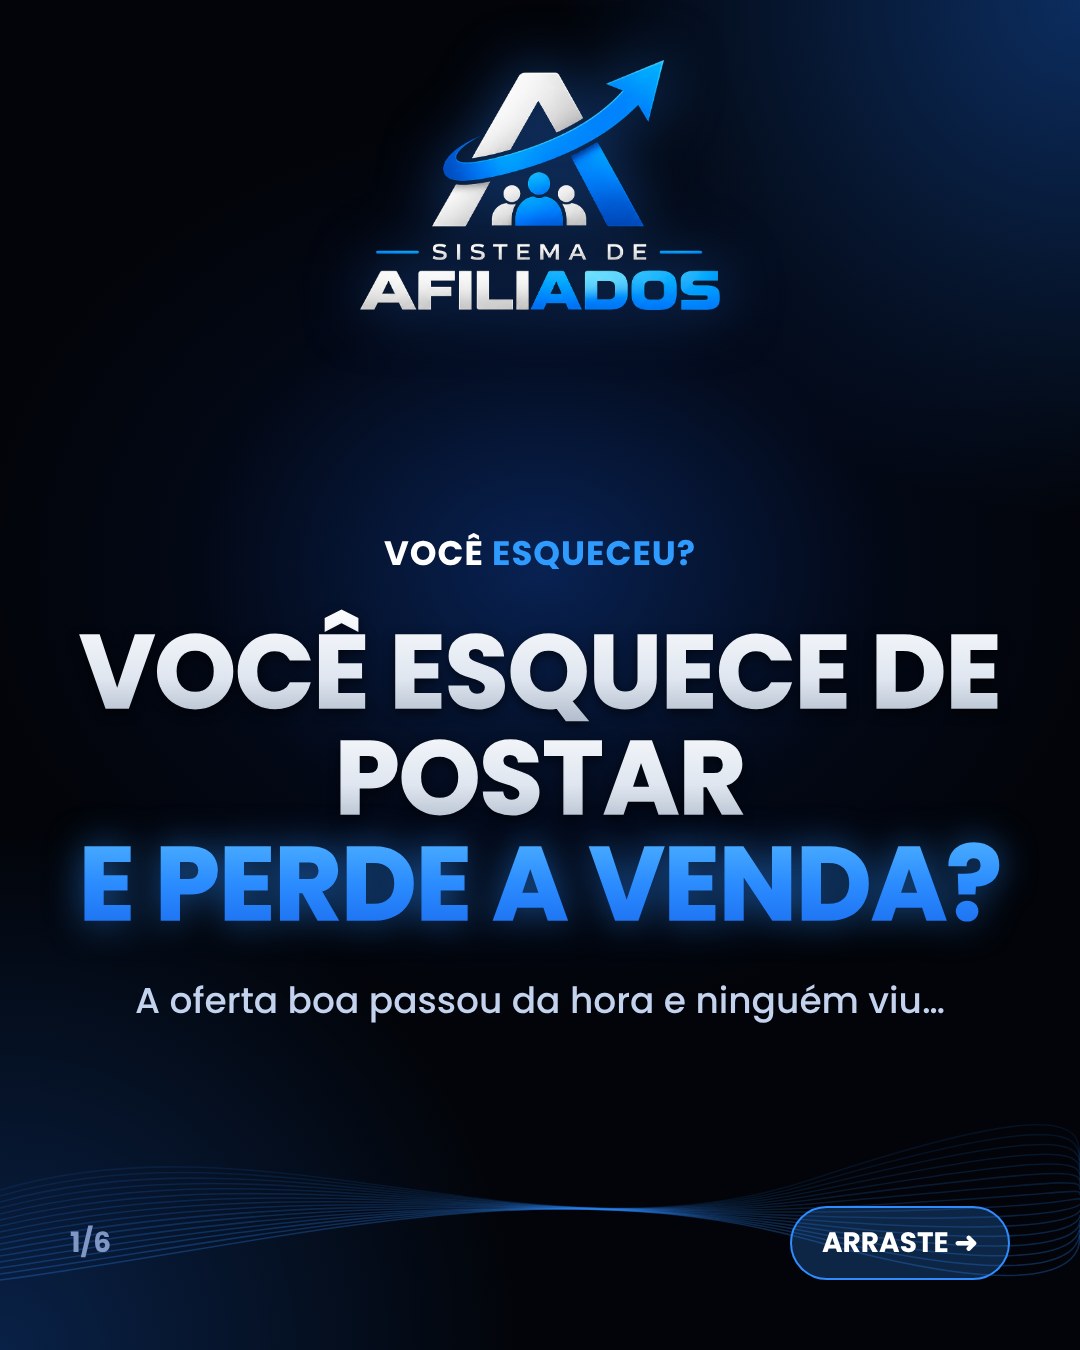 SISTEMA DE
AFILIADOS
VOCÊ ESQUECEU?
VOCÊ ESQUECE DE
POSTAR
E PERDE A VENDA?
A oferta boa passou da hora e ninguém viu...
1/6
ARRASTE →